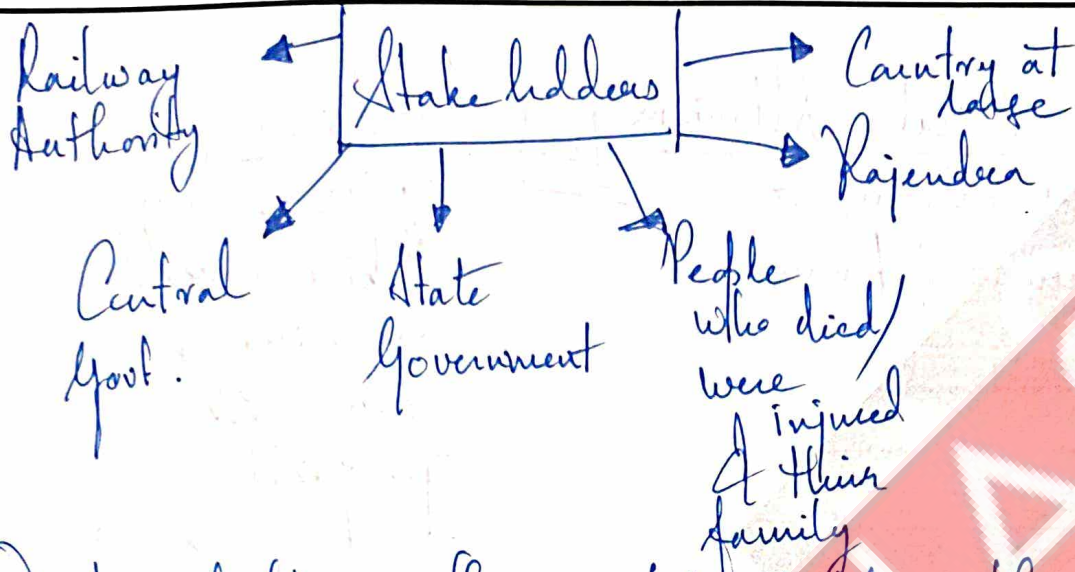 Stakeholders
Railway
Authority
Country at
large
Rajendra
Central
Govt.
State
Government
People
who died/
were
injured
& their
family